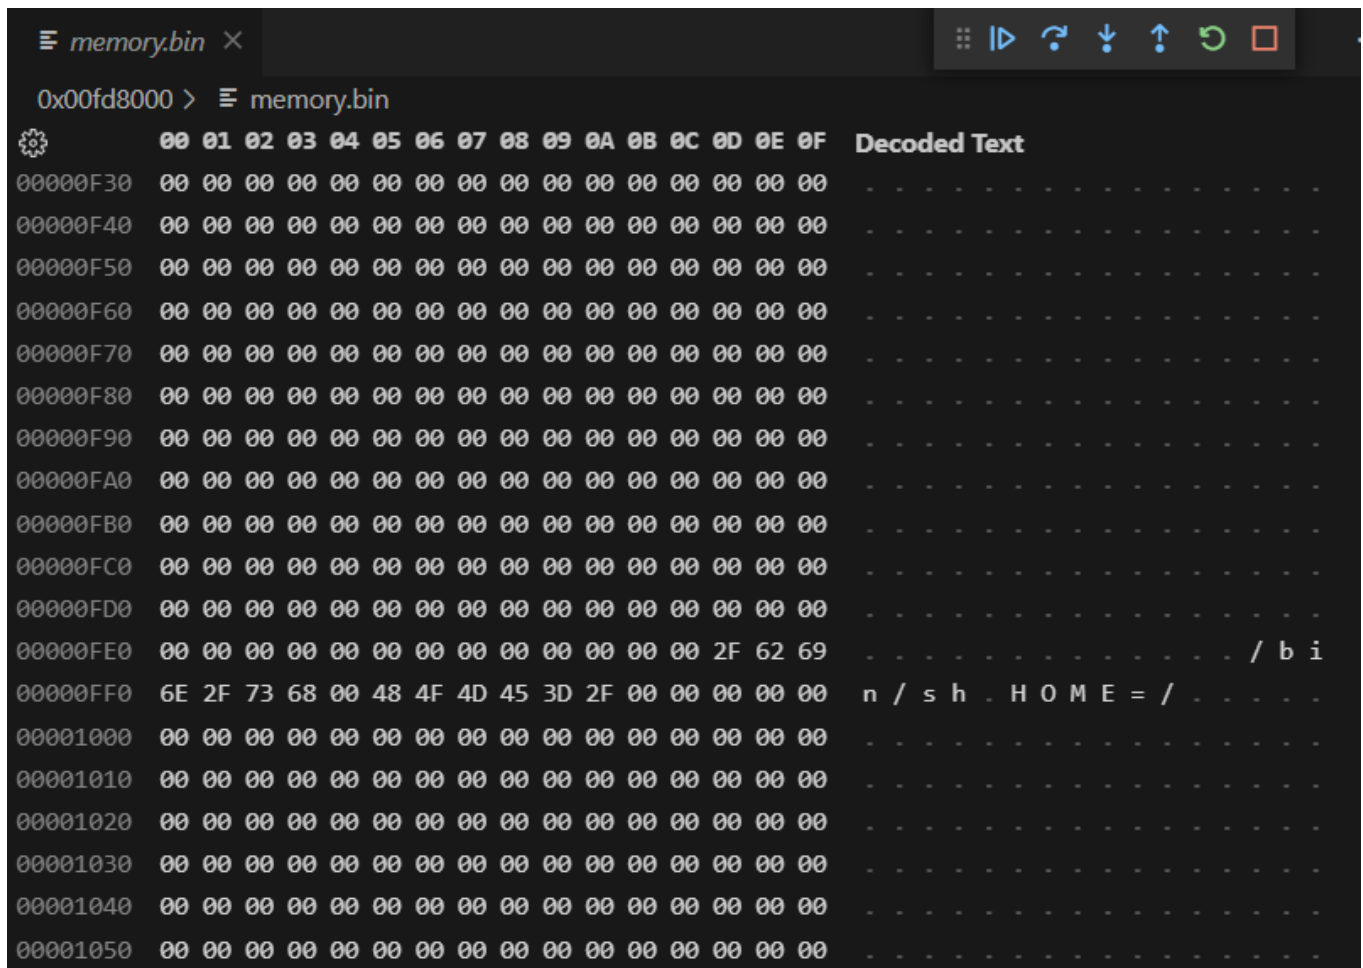 memory.bin
0x00fd8000 > memory.bin
00 01 02 03 04 05 06 07 08 09 0A 0B 0C 0D 0E 0F Decoded Text
00000F30 00 00 00 00 00 00 00 00 00 00 00 00 00 00 00 00 . . . . . . . . . . . . . . . .
00000F40 00 00 00 00 00 00 00 00 00 00 00 00 00 00 00 00 . . . . . . . . . . . . . . . .
00000F50 00 00 00 00 00 00 00 00 00 00 00 00 00 00 00 00 . . . . . . . . . . . . . . . .
00000F60 00 00 00 00 00 00 00 00 00 00 00 00 00 00 00 00 . . . . . . . . . . . . . . . .
00000F70 00 00 00 00 00 00 00 00 00 00 00 00 00 00 00 00 . . . . . . . . . . . . . . . .
00000F80 00 00 00 00 00 00 00 00 00 00 00 00 00 00 00 00 . . . . . . . . . . . . . . . .
00000F90 00 00 00 00 00 00 00 00 00 00 00 00 00 00 00 00 . . . . . . . . . . . . . . . .
00000FA0 00 00 00 00 00 00 00 00 00 00 00 00 00 00 00 00 . . . . . . . . . . . . . . . .
00000FB0 00 00 00 00 00 00 00 00 00 00 00 00 00 00 00 00 . . . . . . . . . . . . . . . .
00000FC0 00 00 00 00 00 00 00 00 00 00 00 00 00 00 00 00 . . . . . . . . . . . . . . . .
00000FD0 00 00 00 00 00 00 00 00 00 00 00 00 00 00 00 00 . . . . . . . . . . . . . . . .
00000FE0 00 00 00 00 00 00 00 00 00 00 00 00 00 2F 62 69 . . . . . . . . . . . . . / b i
00000FF0 6E 2F 73 68 00 48 4F 4D 45 3D 2F 00 00 00 00 00 n / s h . H O M E = / . . . . .
00001000 00 00 00 00 00 00 00 00 00 00 00 00 00 00 00 00 . . . . . . . . . . . . . . . .
00001010 00 00 00 00 00 00 00 00 00 00 00 00 00 00 00 00 . . . . . . . . . . . . . . . .
00001020 00 00 00 00 00 00 00 00 00 00 00 00 00 00 00 00 . . . . . . . . . . . . . . . .
00001030 00 00 00 00 00 00 00 00 00 00 00 00 00 00 00 00 . . . . . . . . . . . . . . . .
00001040 00 00 00 00 00 00 00 00 00 00 00 00 00 00 00 00 . . . . . . . . . . . . . . . .
00001050 00 00 00 00 00 00 00 00 00 00 00 00 00 00 00 00 . . . . . . . . . . . . . . . .